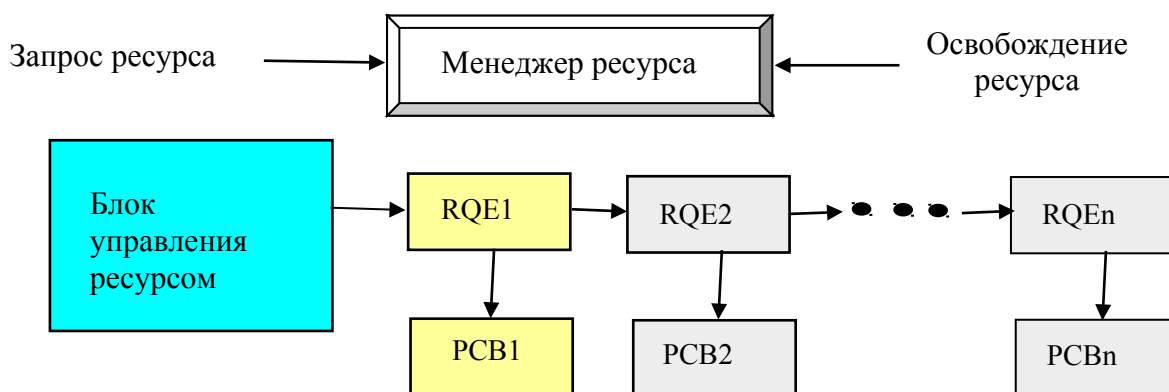 Запрос ресурса
Менеджер ресурса
Освобождение
ресурса
Блок
управления
ресурсом
RQE1
RQE2
RQEn
PCB1
PCB2
PCBn